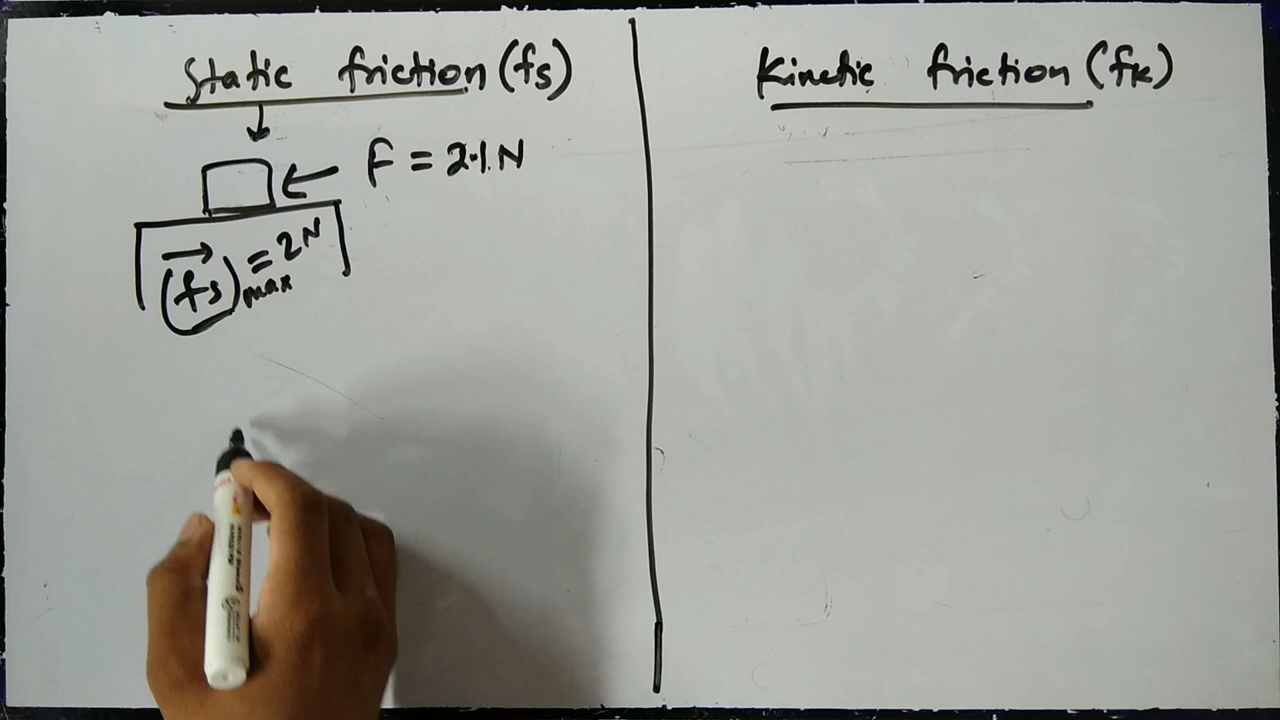 Static friction (fs)
F = 2.1 N
(fs)max = 2N
Kinetic friction (fk)